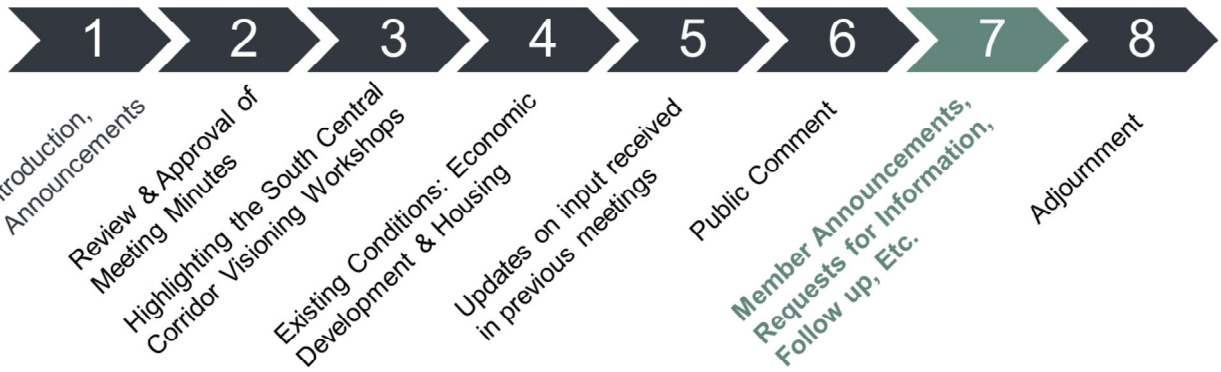 1 2 3 4 5 6 7 8
ntroduction,
Announcements
Review & Approval of
Meeting Minutes
Highlighting the South Central
Corridor Visioning Workshops
Existing Conditions: Economic
Development & Housing
Updates on input received
in previous meetings
Public Comment
Member Announcements,
Requests for Information,
Follow up, Etc.
Adjournment